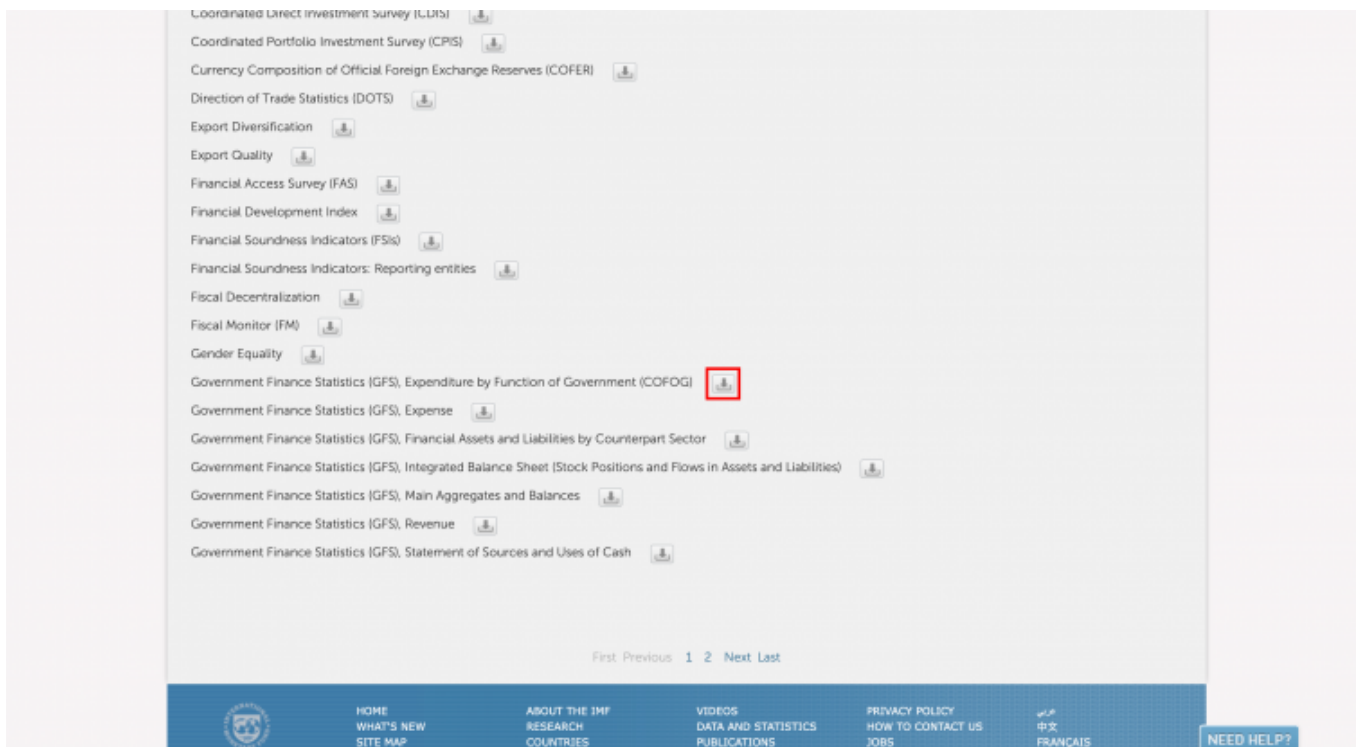 Coordinated Direct Investment Survey (CDIS)
Coordinated Portfolio Investment Survey (CPIS)
Currency Composition of Official Foreign Exchange Reserves (COFER)
Direction of Trade Statistics (DOTS)
Export Diversification
Export Quality
Financial Access Survey (FAS)
Financial Development Index
Financial Soundness Indicators (FSIs)
Financial Soundness Indicators: Reporting entities
Fiscal Decentralization
Fiscal Monitor (FM)
Gender Equality
Government Finance Statistics (GFS), Expenditure by Function of Government (COFOG)
Government Finance Statistics (GFS), Expense
Government Finance Statistics (GFS), Financial Assets and Liabilities by Counterpart Sector
Government Finance Statistics (GFS), Integrated Balance Sheet (Stock Positions and Flows in Assets and Liabilities)
Government Finance Statistics (GFS), Main Aggregates and Balances
Government Finance Statistics (GFS), Revenue
Government Finance Statistics (GFS), Statement of Sources and Uses of Cash
First Previous 1 2 Next Last
HOME ABOUT THE IMF VIDEOS PRIVACY POLICY عربي
WHAT'S NEW RESEARCH DATA AND STATISTICS HOW TO CONTACT US 中文
SITE MAP COUNTRIES PUBLICATIONS JOBS FRANÇAIS
NEED HELP?